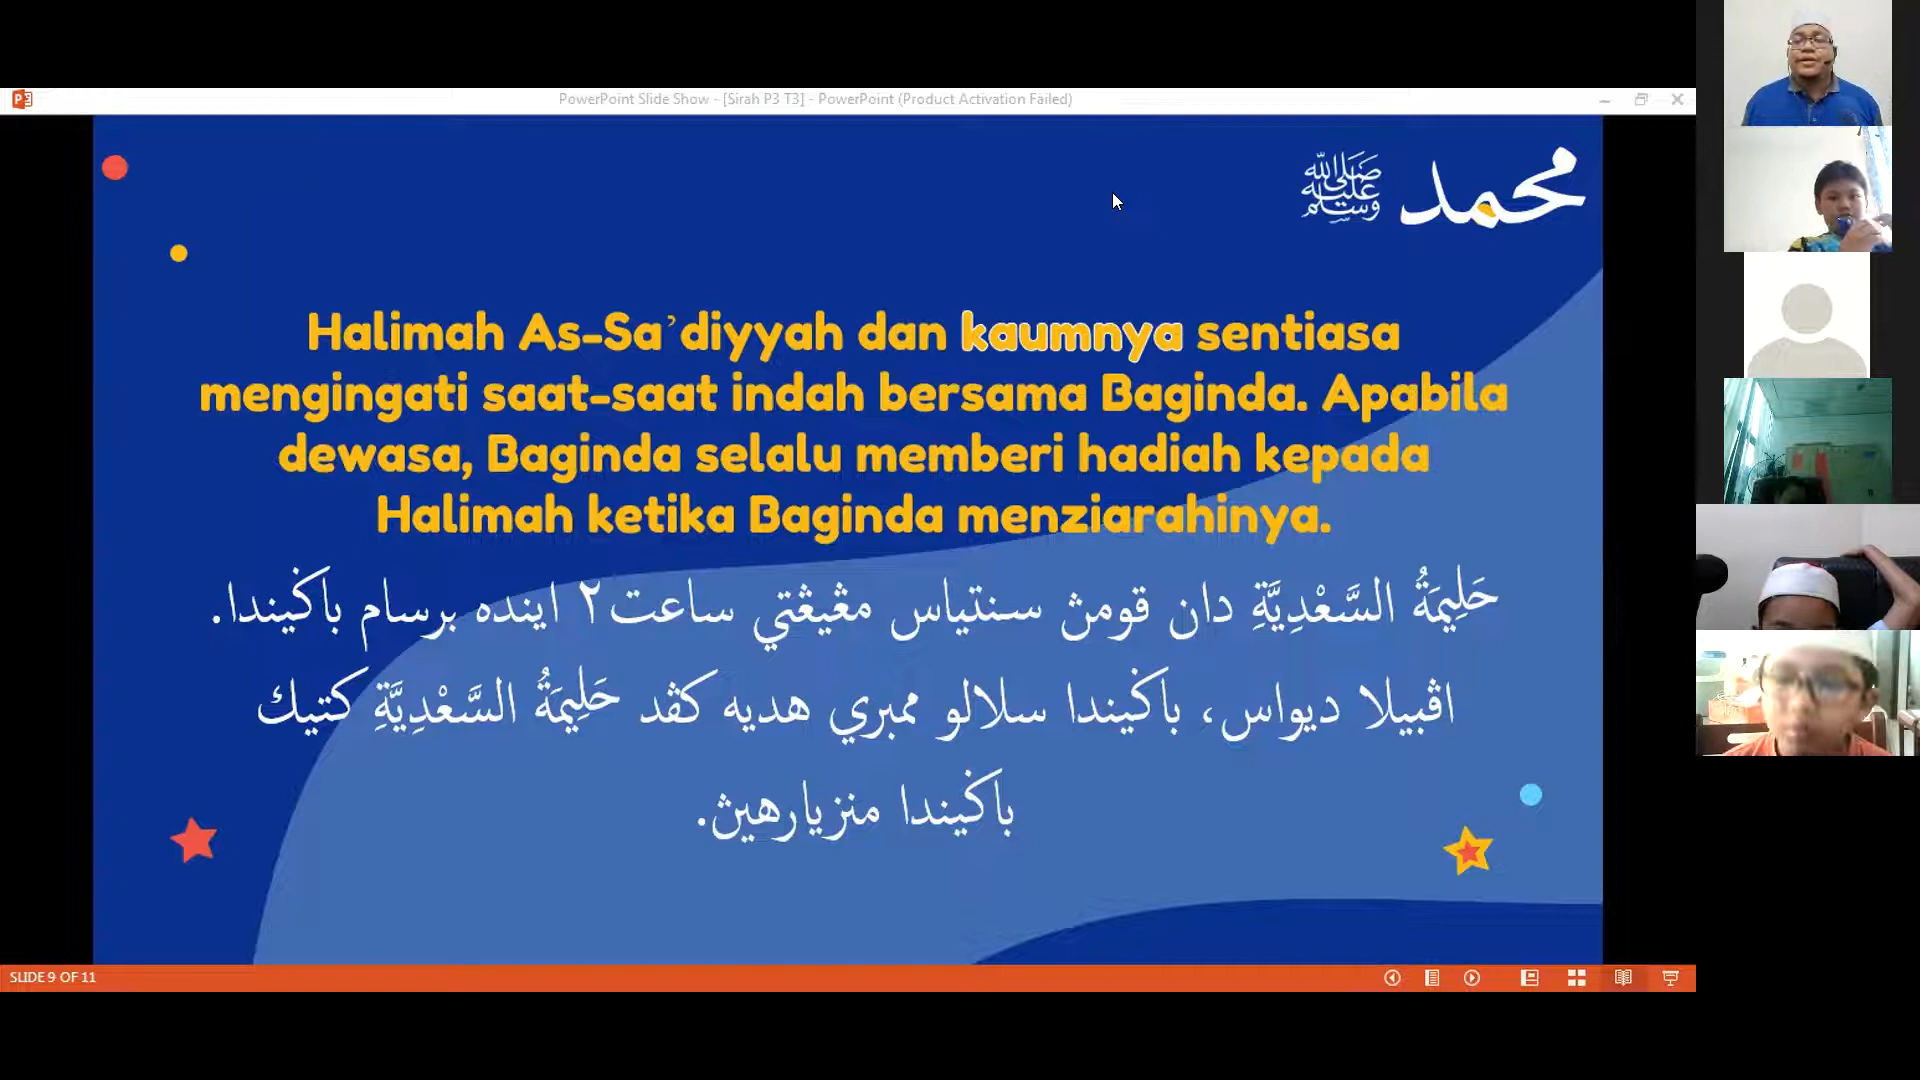 PowerPoint Slide Show - [Sirah P3 T3] - PowerPoint (Product Activation Failed)
محمد صلى الله عليه وسلم
Halimah As-Sa’diyyah dan kaumnya sentiasa
mengingati saat-saat indah bersama Baginda. Apabila
dewasa, Baginda selalu memberi hadiah kepada
Halimah ketika Baginda menziarahinya.
حَلِيمَةُ السَّعْدِيَّةِ دان قومڽ سنتياس مڠيڠتي ساعت٢ اينده برسام باݢيندا.
اڤبيلا ديواس، باݢيندا سلالو ممبري هديه کڤد حَلِيمَةُ السَّعْدِيَّةِ کتيک
باݢيندا منزيارهيڽ.
SLIDE 9 OF 11